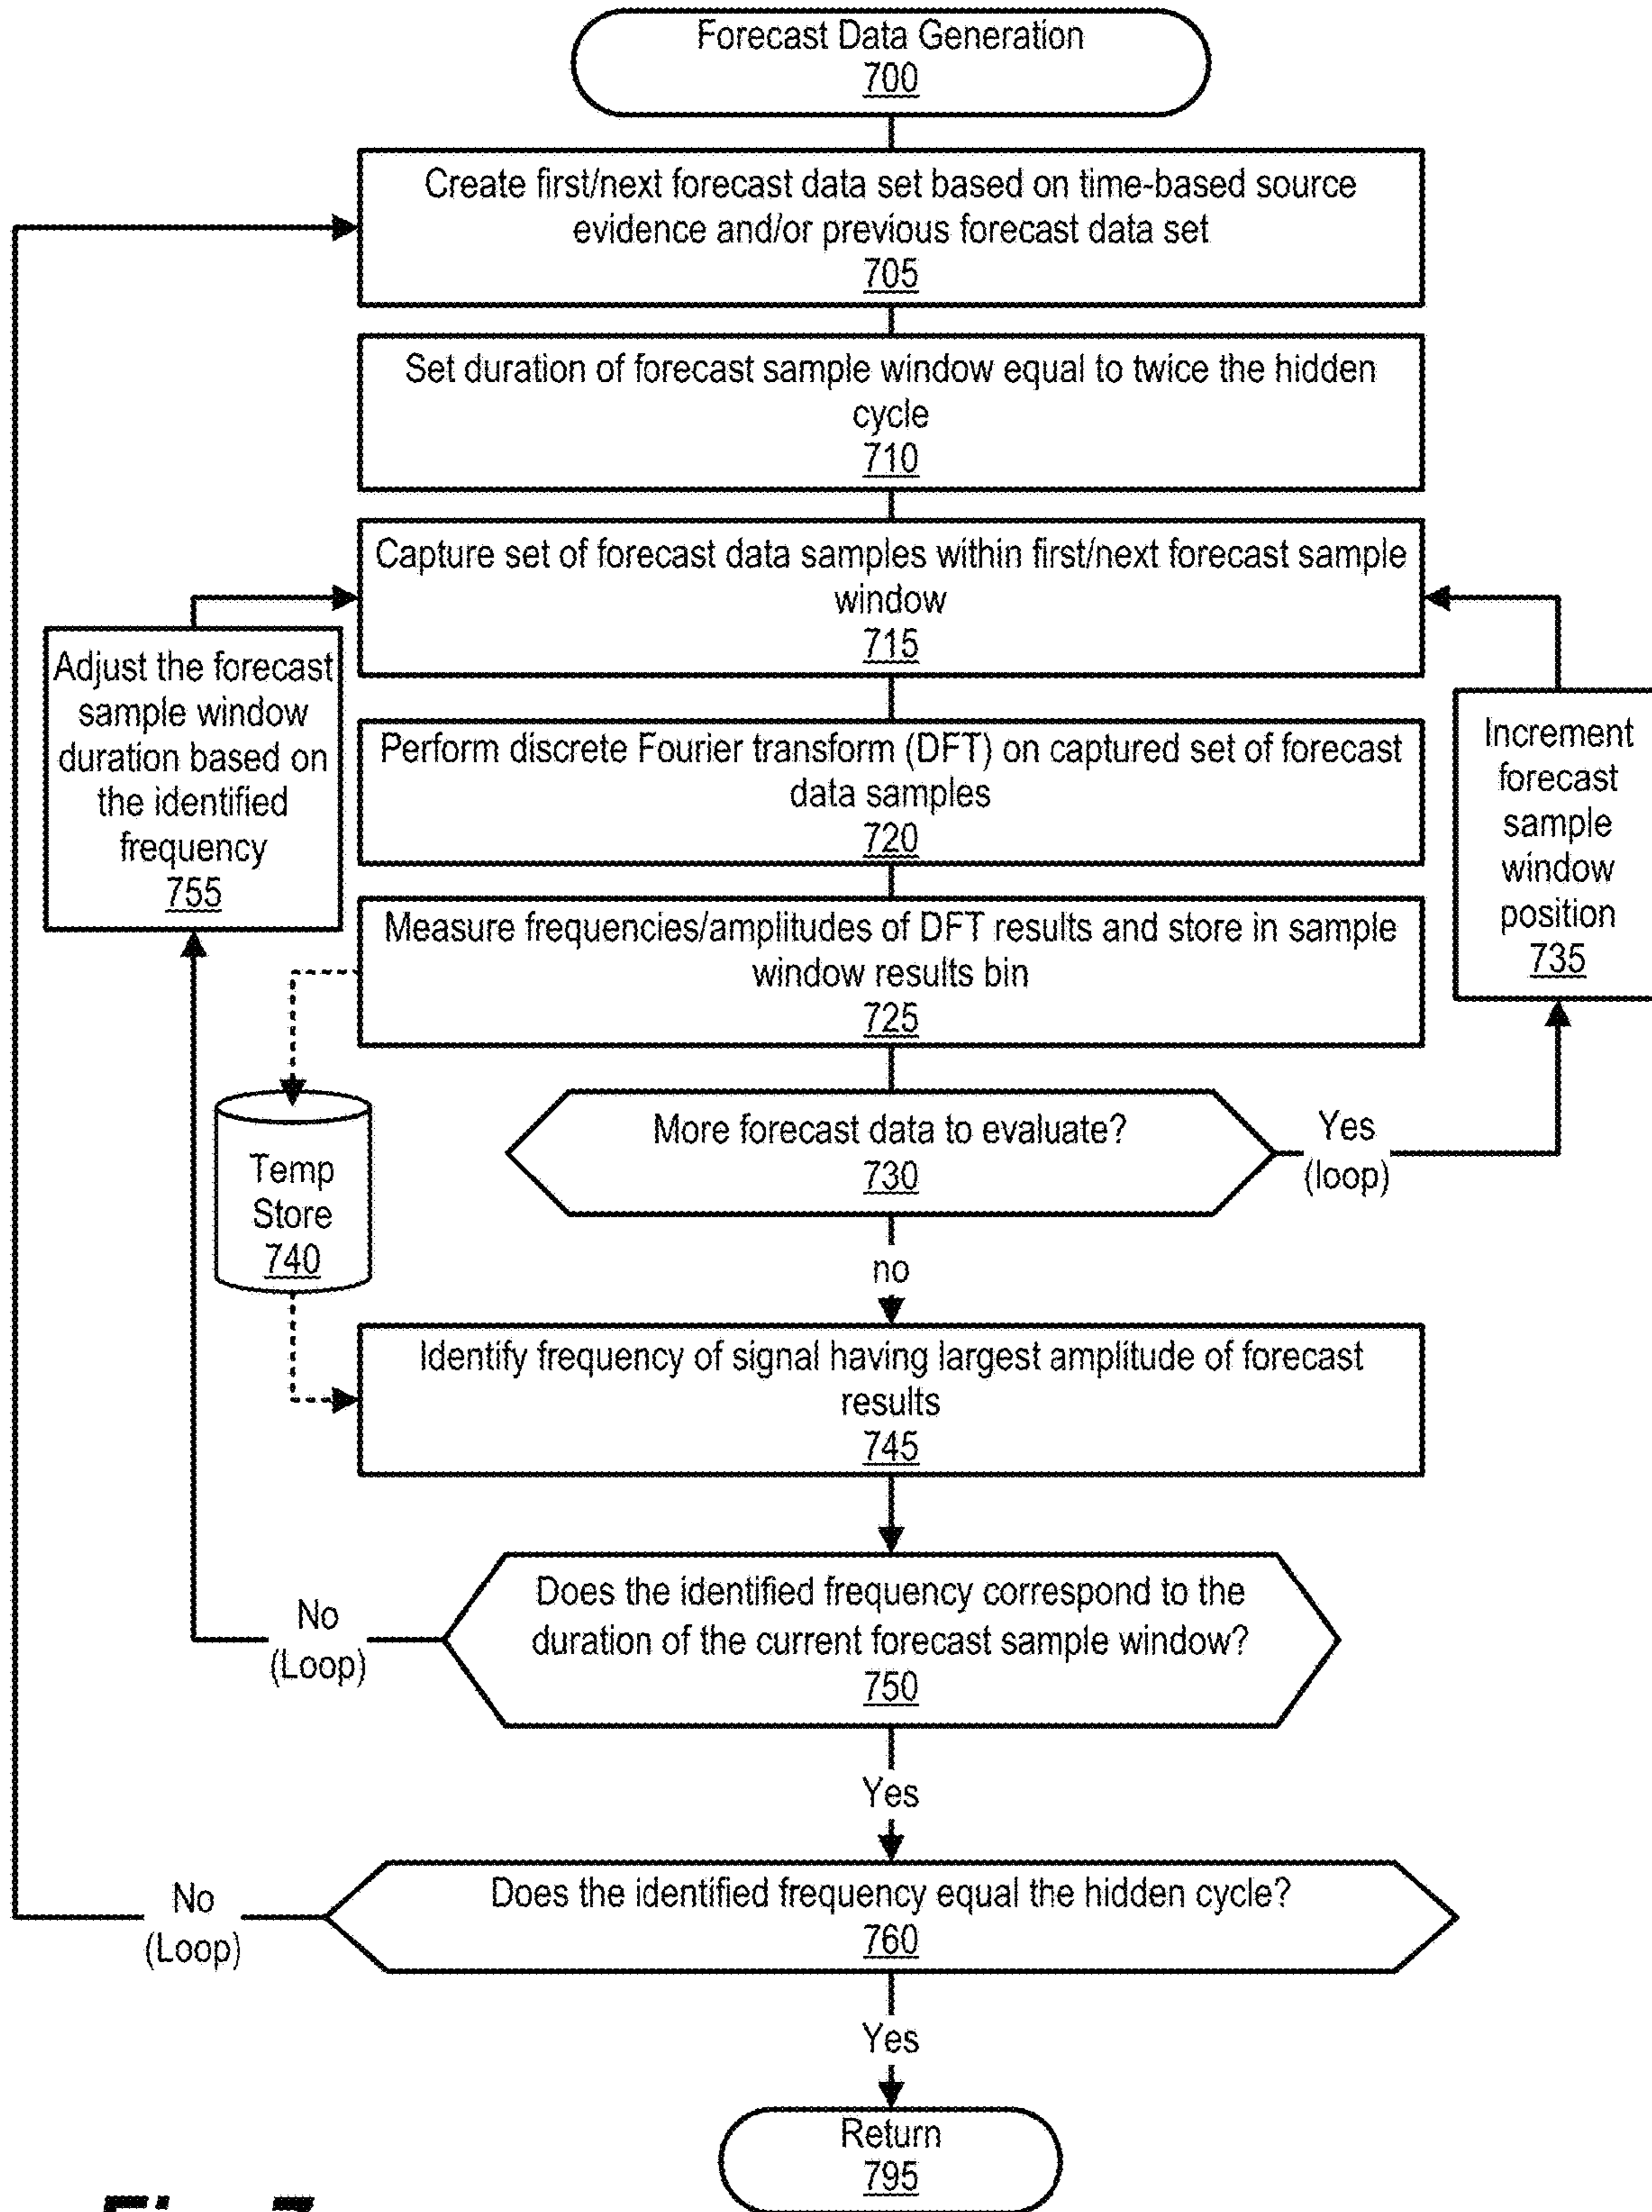 Forecast Data Generation
700
Create first/next forecast data set based on time-based source
evidence and/or previous forecast data set
705
Set duration of forecast sample window equal to twice the hidden
cycle
710
Capture set of forecast data samples within first/next forecast sample
window
715
Adjust the forecast
sample window
duration based on
the identified
frequency
755
Perform discrete Fourier transform (DFT) on captured set of forecast
data samples
720
Increment
forecast
sample
window
position
735
Measure frequencies/amplitudes of DFT results and store in sample
window results bin
725
More forecast data to evaluate?
730
Yes
(loop)
Temp
Store
740
no
Identify frequency of signal having largest amplitude of forecast
results
745
Does the identified frequency correspond to the
duration of the current forecast sample window?
750
No
(Loop)
Yes
Does the identified frequency equal the hidden cycle?
760
No
(Loop)
Yes
Return
795